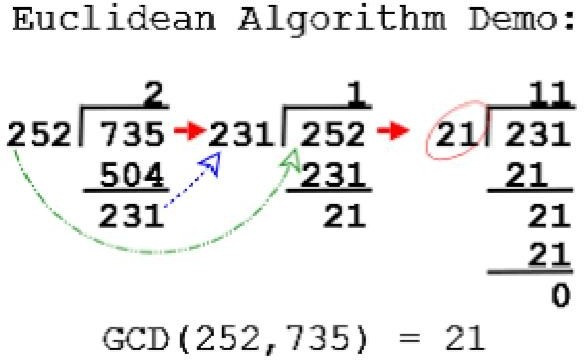 Euclidean Algorithm Demo:
2 1 11
252 735 231 252 21 231
504 231 21
231 21 21
21
0
GCD(252,735) = 21